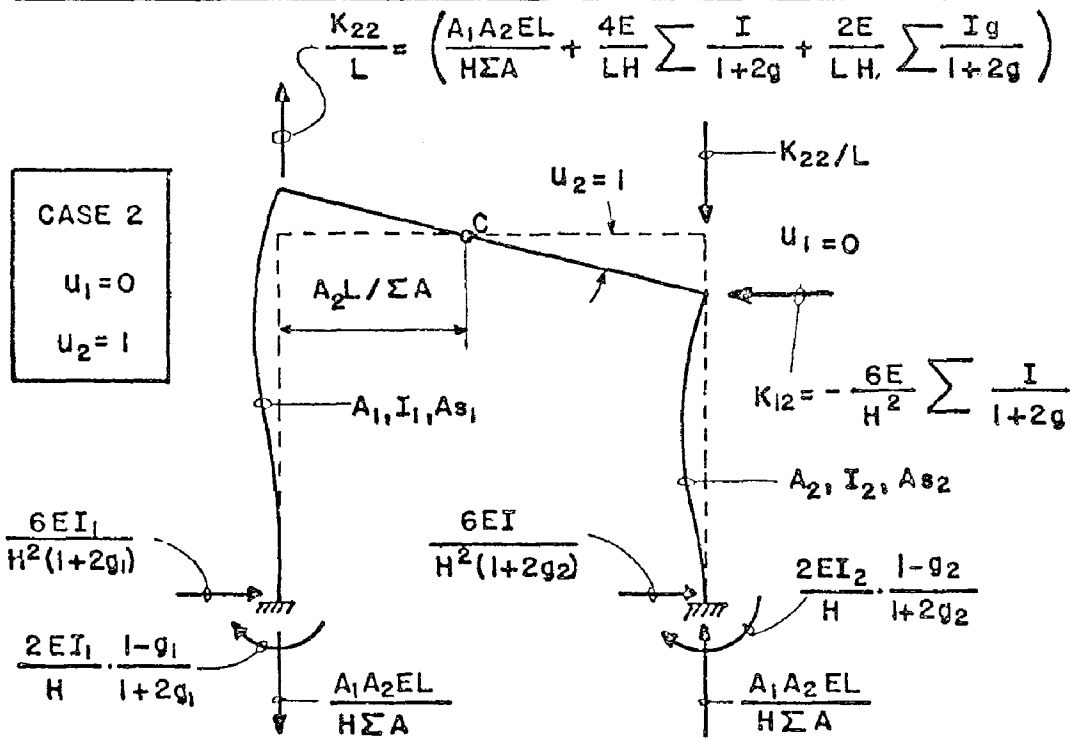 K₂₂/L = (A₁A₂EL/HΣA + 4E/LH ∑ I/1+2g + 2E/LH, ∑ Ig/1+2g)
K₂₂/L
u₂=1
CASE 2
u₁=0
u₂=1
C
u₁=0
A₂L/ΣA
A₁,I₁,As₁
K₁₂=-6E/H² ∑ I/1+2g
A₂,I₂,As₂
6EI₁/H²(1+2g₁)
6EI/H²(1+2g₂)
2EI₂/H·1-g₂/1+2g₂
2EI₁/H·1-g₁/1+2g₁
A₁A₂EL/HΣA
A₁A₂EL/HΣA